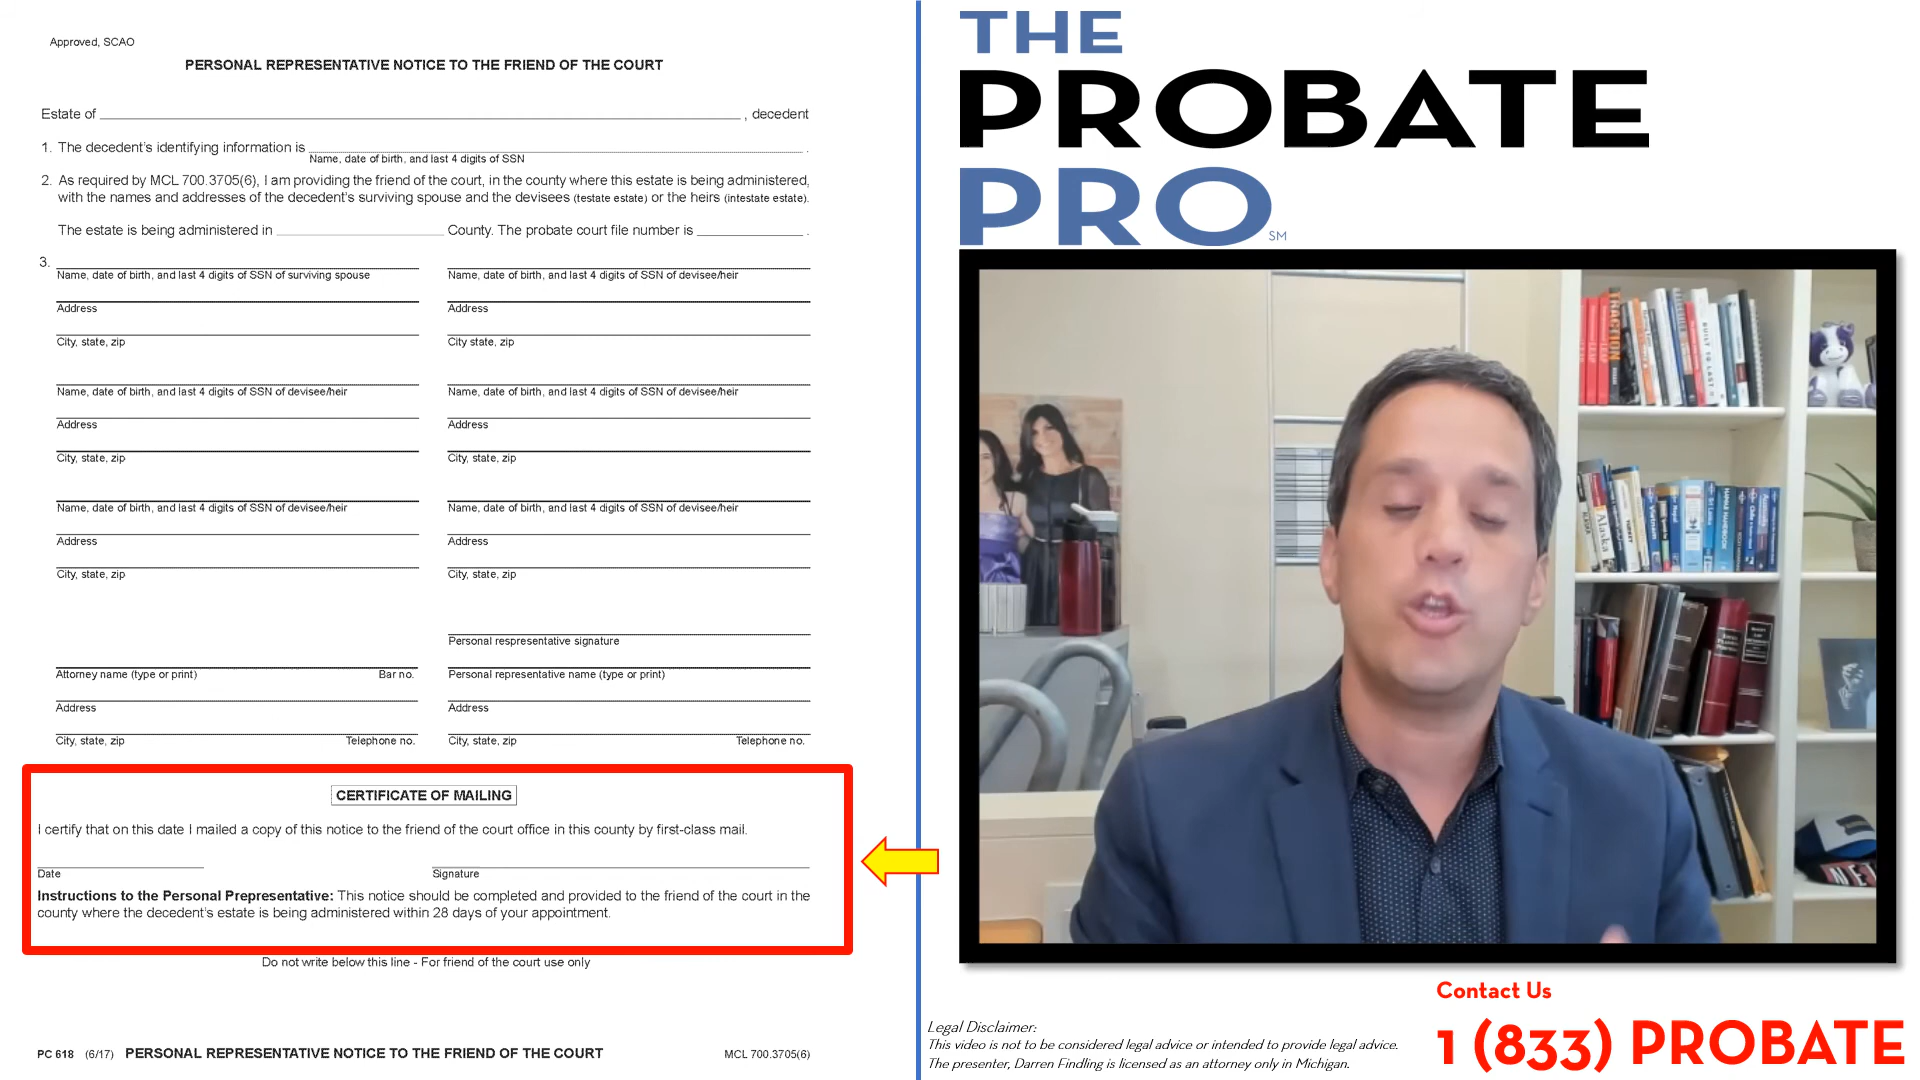 Approved, SCAO
PERSONAL REPRESENTATIVE NOTICE TO THE FRIEND OF THE COURT
Estate of , decedent
1. The decedent's identifying information is .
Name, date of birth, and last 4 digits of SSN
2. As required by MCL 700.3705(6), I am providing the friend of the court, in the county where this estate is being administered,
with the names and addresses of the decedent's surviving spouse and the devisees (testate estate) or the heirs (intestate estate).
The estate is being administered in County. The probate court file number is .
3.
Name, date of birth, and last 4 digits of SSN of surviving spouse
Name, date of birth, and last 4 digits of SSN of devisee/heir
Address
Address
City, state, zip
City state, zip
Name, date of birth, and last 4 digits of SSN of devisee/heir
Name, date of birth, and last 4 digits of SSN of devisee/heir
Address
Address
City, state, zip
City, state, zip
Name, date of birth, and last 4 digits of SSN of devisee/heir
Name, date of birth, and last 4 digits of SSN of devisee/heir
Address
Address
City, state, zip
City, state, zip
Personal respresentative signature
Attorney name (type or print) Bar no.
Personal representative name (type or print)
Address
Address
City, state, zip Telephone no.
City, state, zip Telephone no.
CERTIFICATE OF MAILING
I certify that on this date I mailed a copy of this notice to the friend of the court office in this county by first-class mail.
Date
Signature
Instructions to the Personal Prepresentative: This notice should be completed and provided to the friend of the court in the
county where the decedent's estate is being administered within 28 days of your appointment.
Do not write below this line - For friend of the court use only
PC 618 (6/17) PERSONAL REPRESENTATIVE NOTICE TO THE FRIEND OF THE COURT
MCL 700.3705(6)
THE
PROBATE
PRO
SM
TRACTION
BUILT TO LAST
Alaska
TURKEY
Vietnam
Nepal
Sri Lanka
Contact Us
1 (833) PROBATE
Legal Disclaimer:
This video is not to be considered legal advice or intended to provide legal advice.
The presenter, Darren Findling is licensed as an attorney only in Michigan.